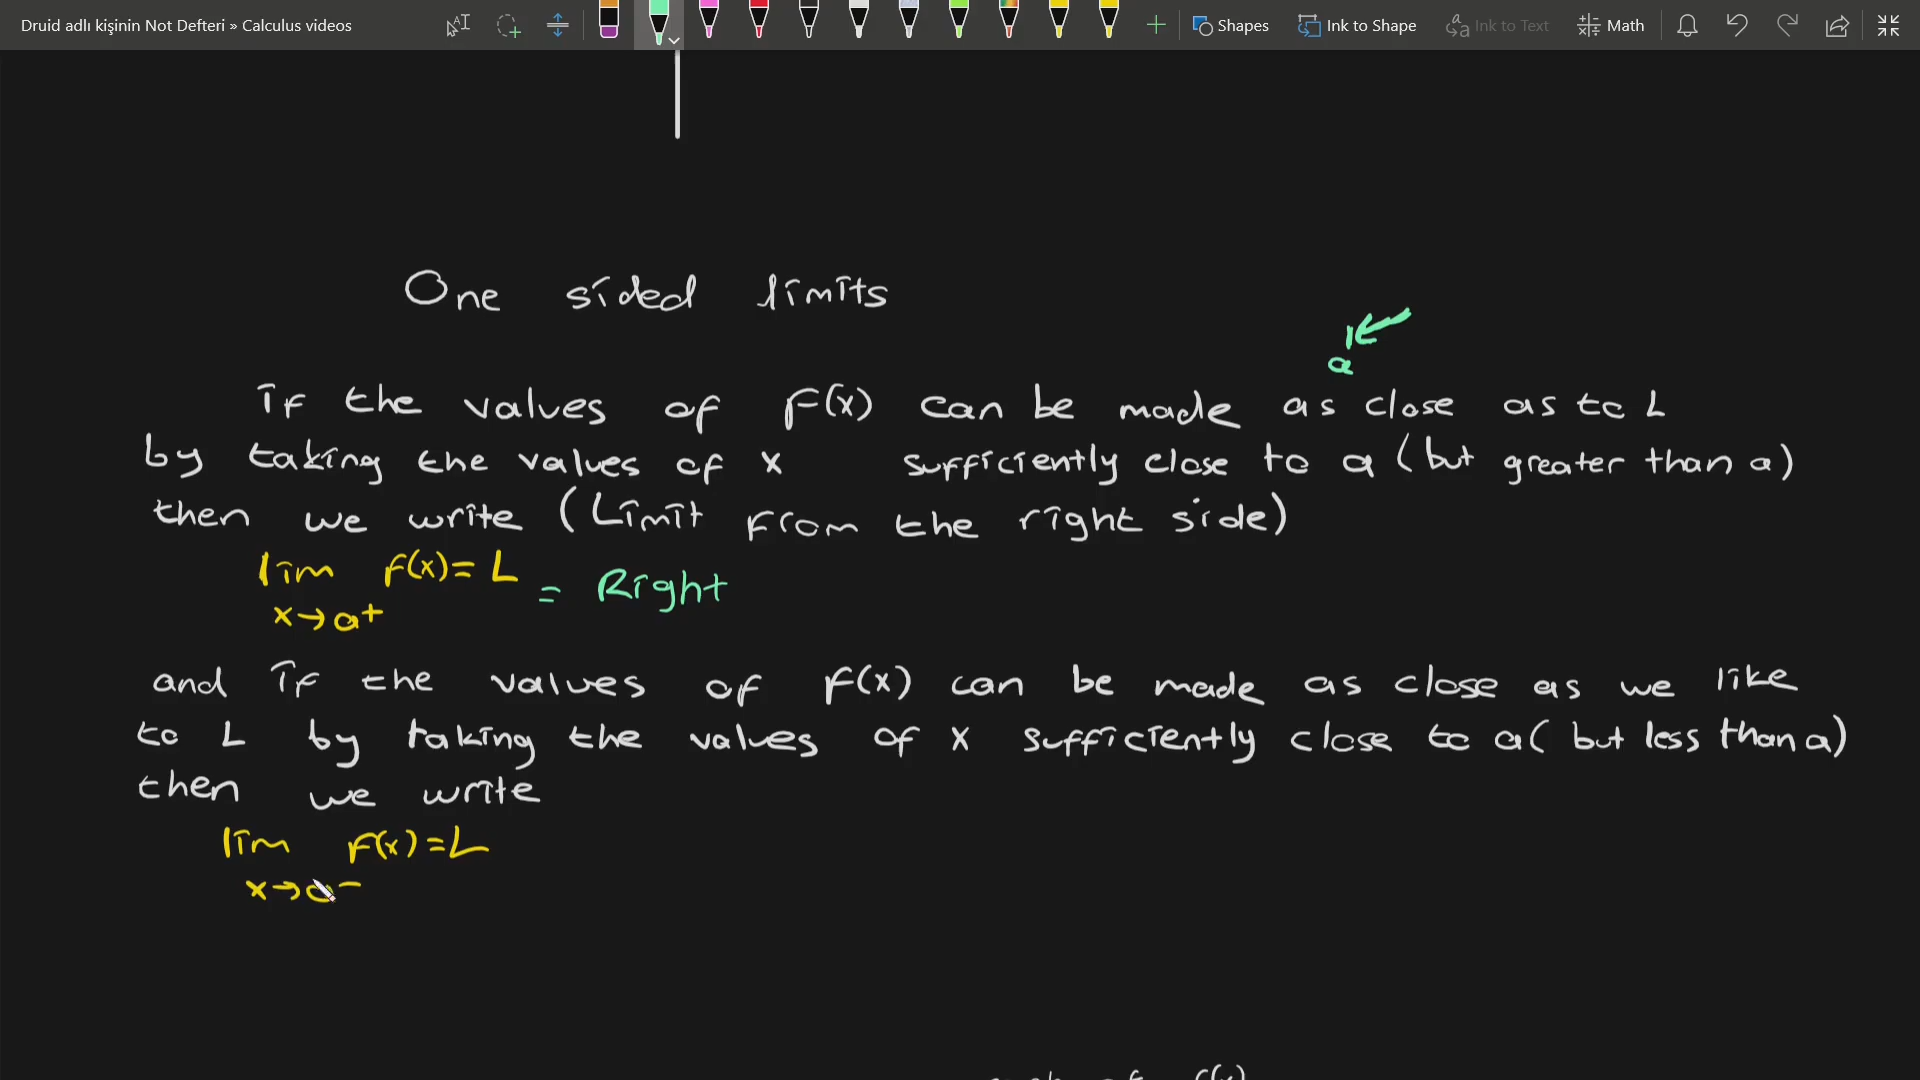 Druid adlı kişinin Not Defteri » Calculus videos
Shapes
Ink to Shape
Ink to Text
Math
One sided limits
a
if the values of f(x) can be made as close as to L
by taking the values of x sufficiently close to a (but greater than a)
then we write (Limit from the right side)
lim f(x) = L = Right
x→a+
and if the values of f(x) can be made as close as we like
to L by taking the values of x sufficiently close to a (but less than a)
then we write
lim f(x) = L
x→a-
f(x)